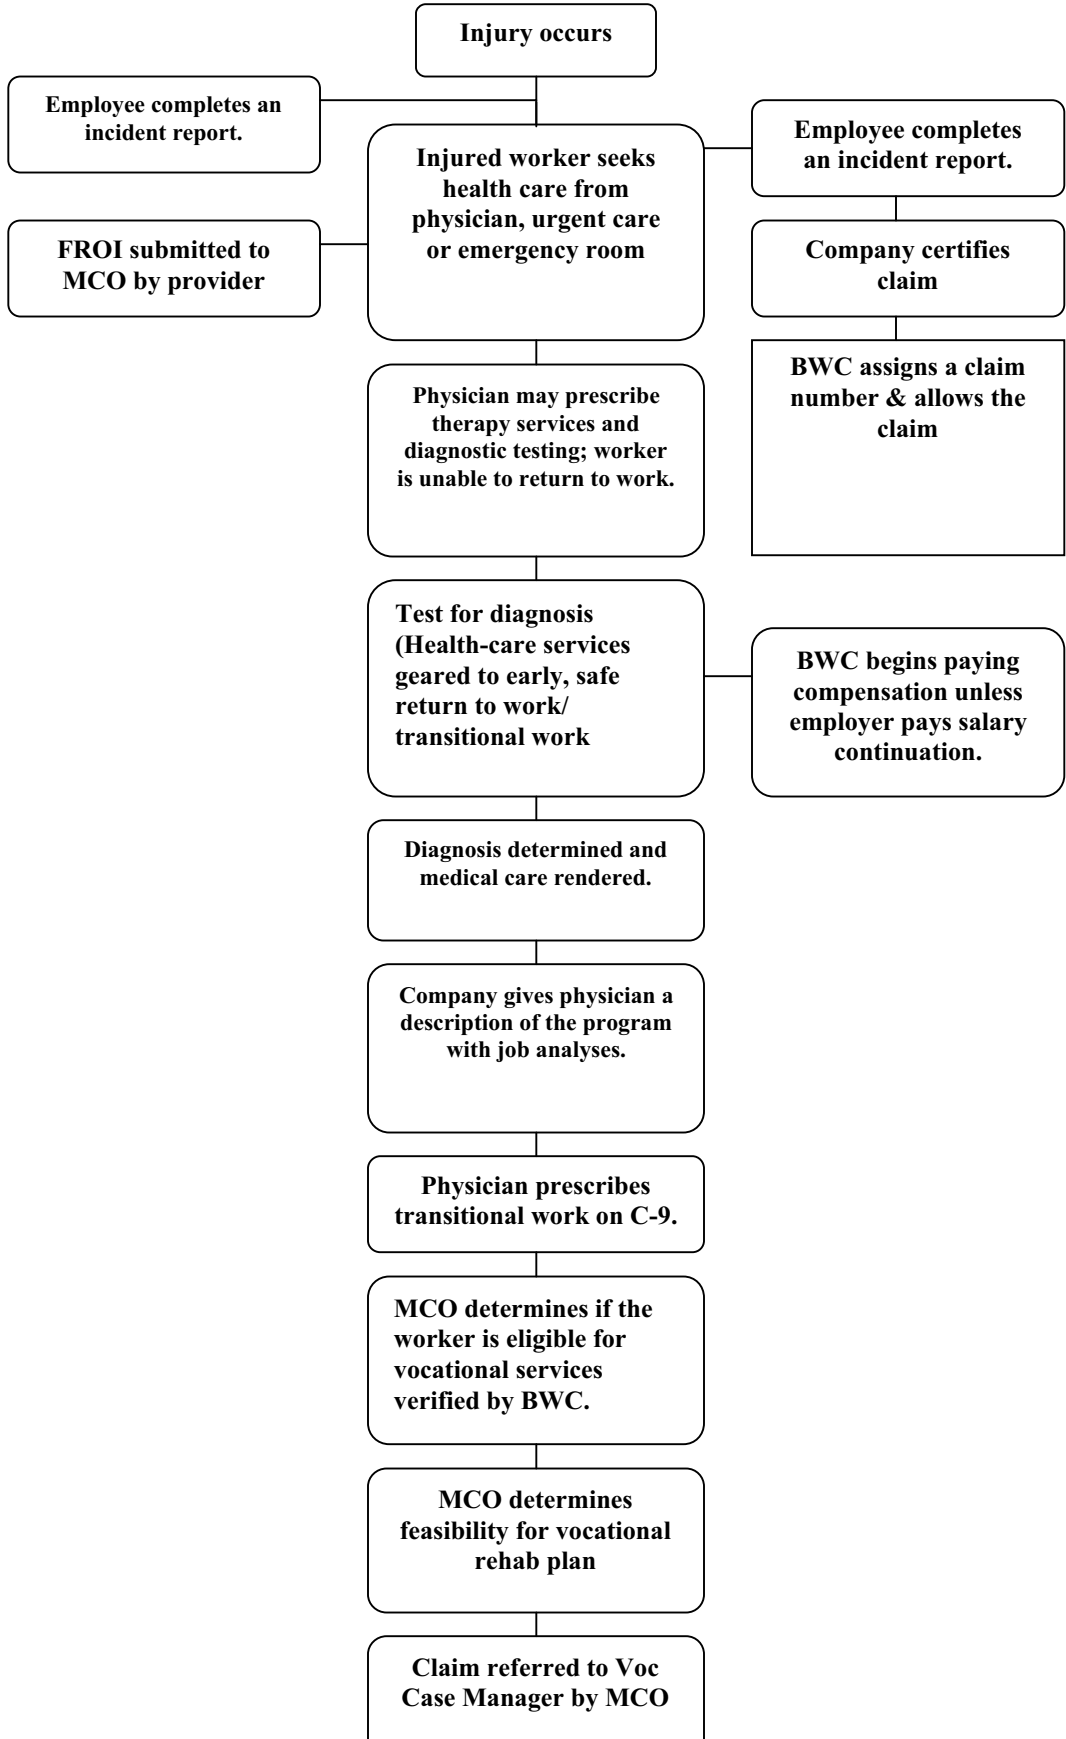 Injury occurs
Employee completes an
incident report.
Injured worker seeks
health care from
physician, urgent care
or emergency room
Employee completes
an incident report.
FROI submitted to
MCO by provider
Company certifies
claim
BWC assigns a claim
number & allows the
claim
Physician may prescribe
therapy services and
diagnostic testing; worker
is unable to return to work.
Test for diagnosis
(Health-care services
geared to early, safe
return to work/
transitional work
BWC begins paying
compensation unless
employer pays salary
continuation.
Diagnosis determined and
medical care rendered.
Company gives physician a
description of the program
with job analyses.
Physician prescribes
transitional work on C-9.
MCO determines if the
worker is eligible for
vocational services
verified by BWC.
MCO determines
feasibility for vocational
rehab plan
Claim referred to Voc
Case Manager by MCO